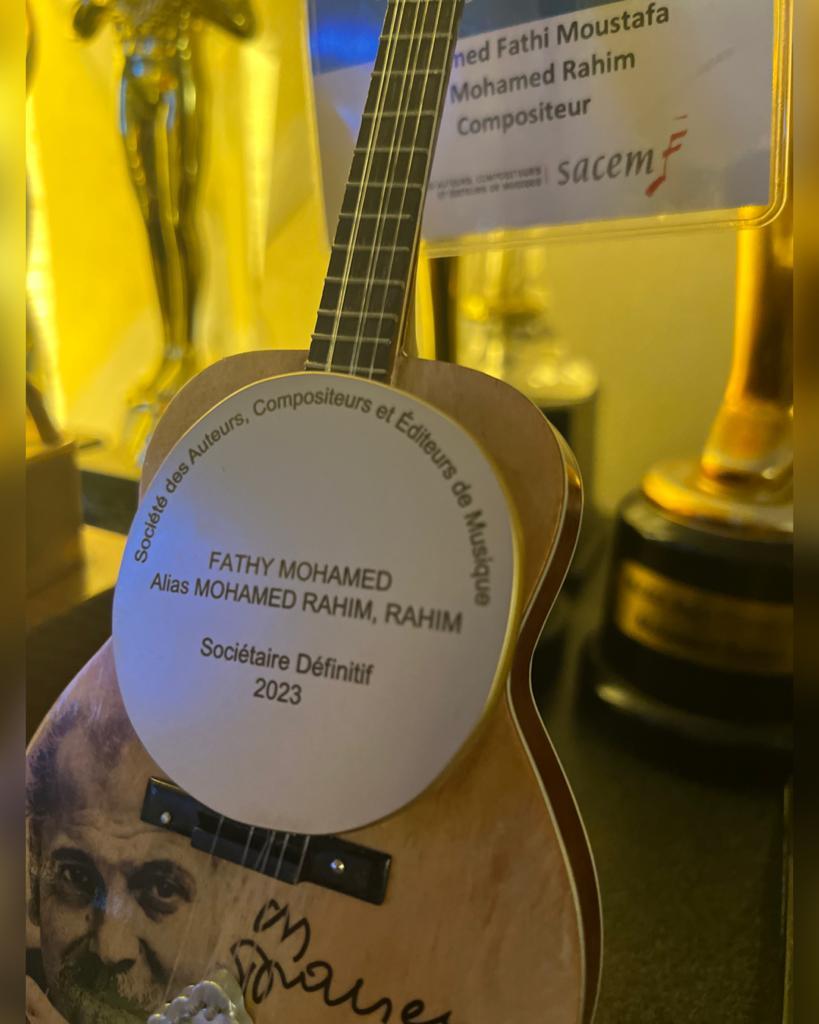 med Fathi Moustafa
Mohamed Rahim
Compositeur
sacem
Société des Auteurs, Compositeurs et Éditeurs de Musique
FATHY MOHAMED
Alias MOHAMED RAHIM, RAHIM
Sociétaire Définitif
2023